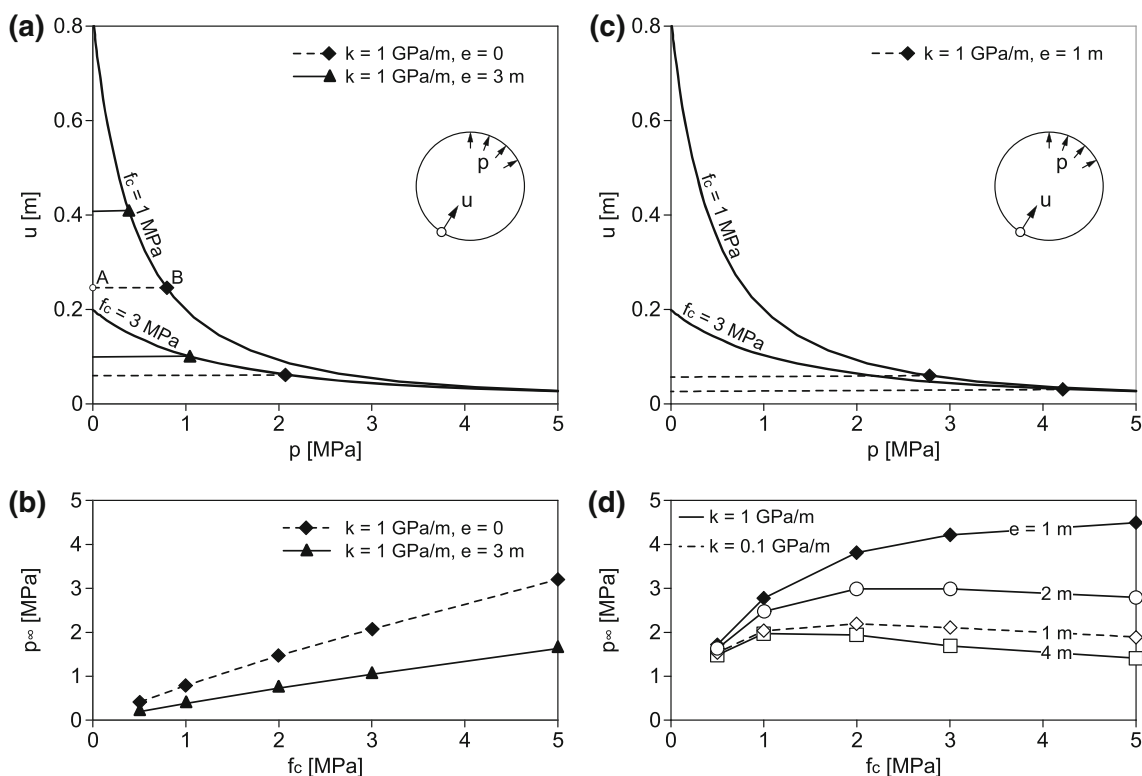 (a)
0.8
0.6
0.4
0.2
0
u [m]
k = 1 GPa/m, e = 0
k = 1 GPa/m, e = 3 m
p
u
fc = 1 MPa
A
B
fc = 3 MPa
0 1 2 3 4 5
p [MPa]
(c)
0.8
0.6
0.4
0.2
0
u [m]
k = 1 GPa/m, e = 1 m
p
u
fc = 1 MPa
fc = 3 MPa
0 1 2 3 4 5
p [MPa]
(b)
5
4
3
2
1
0
p∞ [MPa]
k = 1 GPa/m, e = 0
k = 1 GPa/m, e = 3 m
0 1 2 3 4 5
fc [MPa]
(d)
5
4
3
2
1
0
p∞ [MPa]
k = 1 GPa/m
k = 0.1 GPa/m
e = 1 m
2 m
1 m
4 m
0 1 2 3 4 5
fc [MPa]